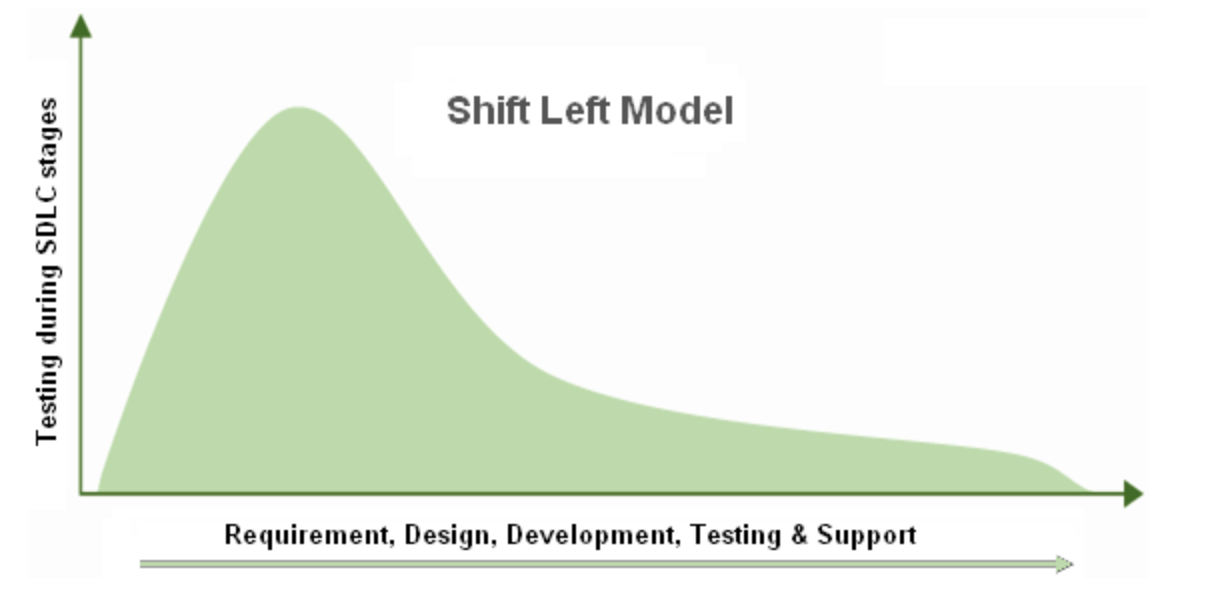 Shift Left Model
Testing during SDLC stages
Requirement, Design, Development, Testing & Support